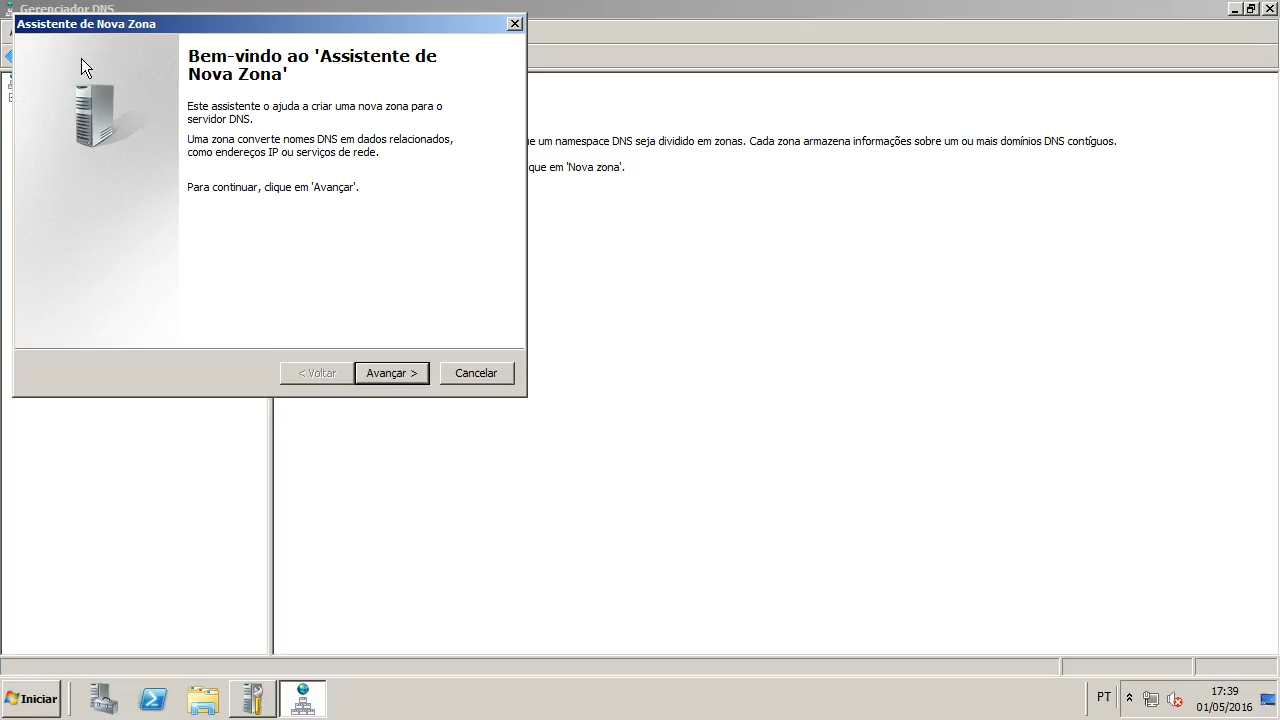 Gerenciador DNS
Assistente de Nova Zona
Bem-vindo ao 'Assistente de
Nova Zona'
Este assistente o ajuda a criar uma nova zona para o
servidor DNS.
Uma zona converte nomes DNS em dados relacionados,
como endereços IP ou serviços de rede.
Para continuar, clique em 'Avançar'.
< Voltar
Avançar >
Cancelar
um namespace DNS seja dividido em zonas. Cada zona armazena informações sobre um ou mais domínios DNS contíguos.
que em 'Nova zona'.
Iniciar
PT
17:39
01/05/2016